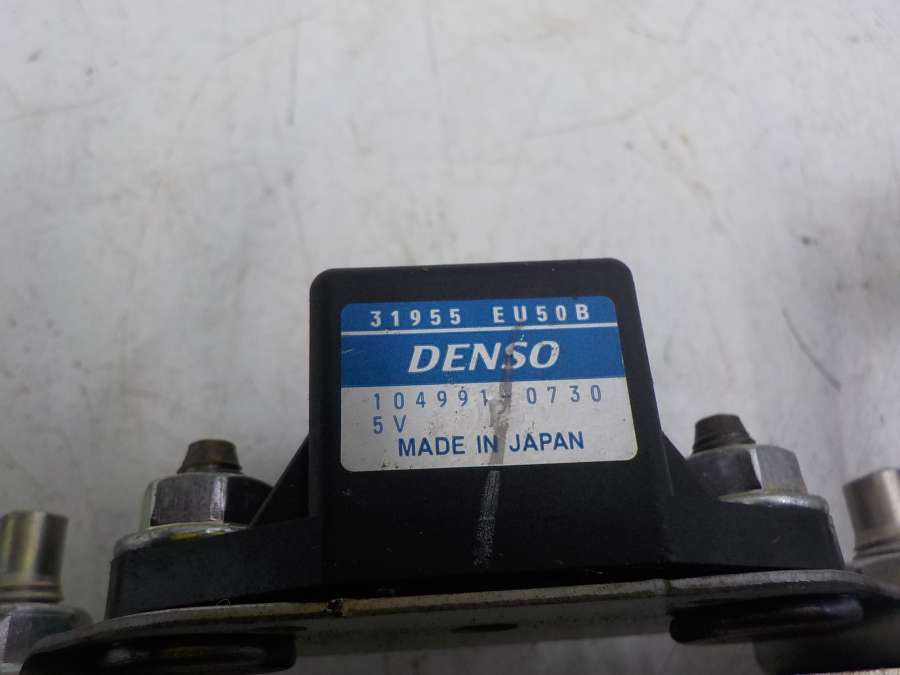 31955 EU50B
DENSO
104991-0730
5V
MADE IN JAPAN